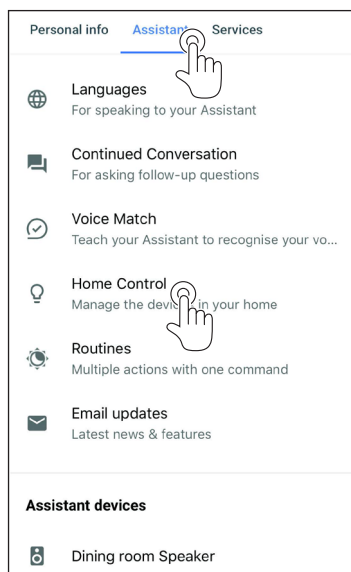 Personal info Assistant Services
Languages
For speaking to your Assistant
Continued Conversation
For asking follow-up questions
Voice Match
Teach your Assistant to recognise your vo...
Home Control
Manage the devices in your home
Routines
Multiple actions with one command
Email updates
Latest news & features
Assistant devices
Dining room Speaker